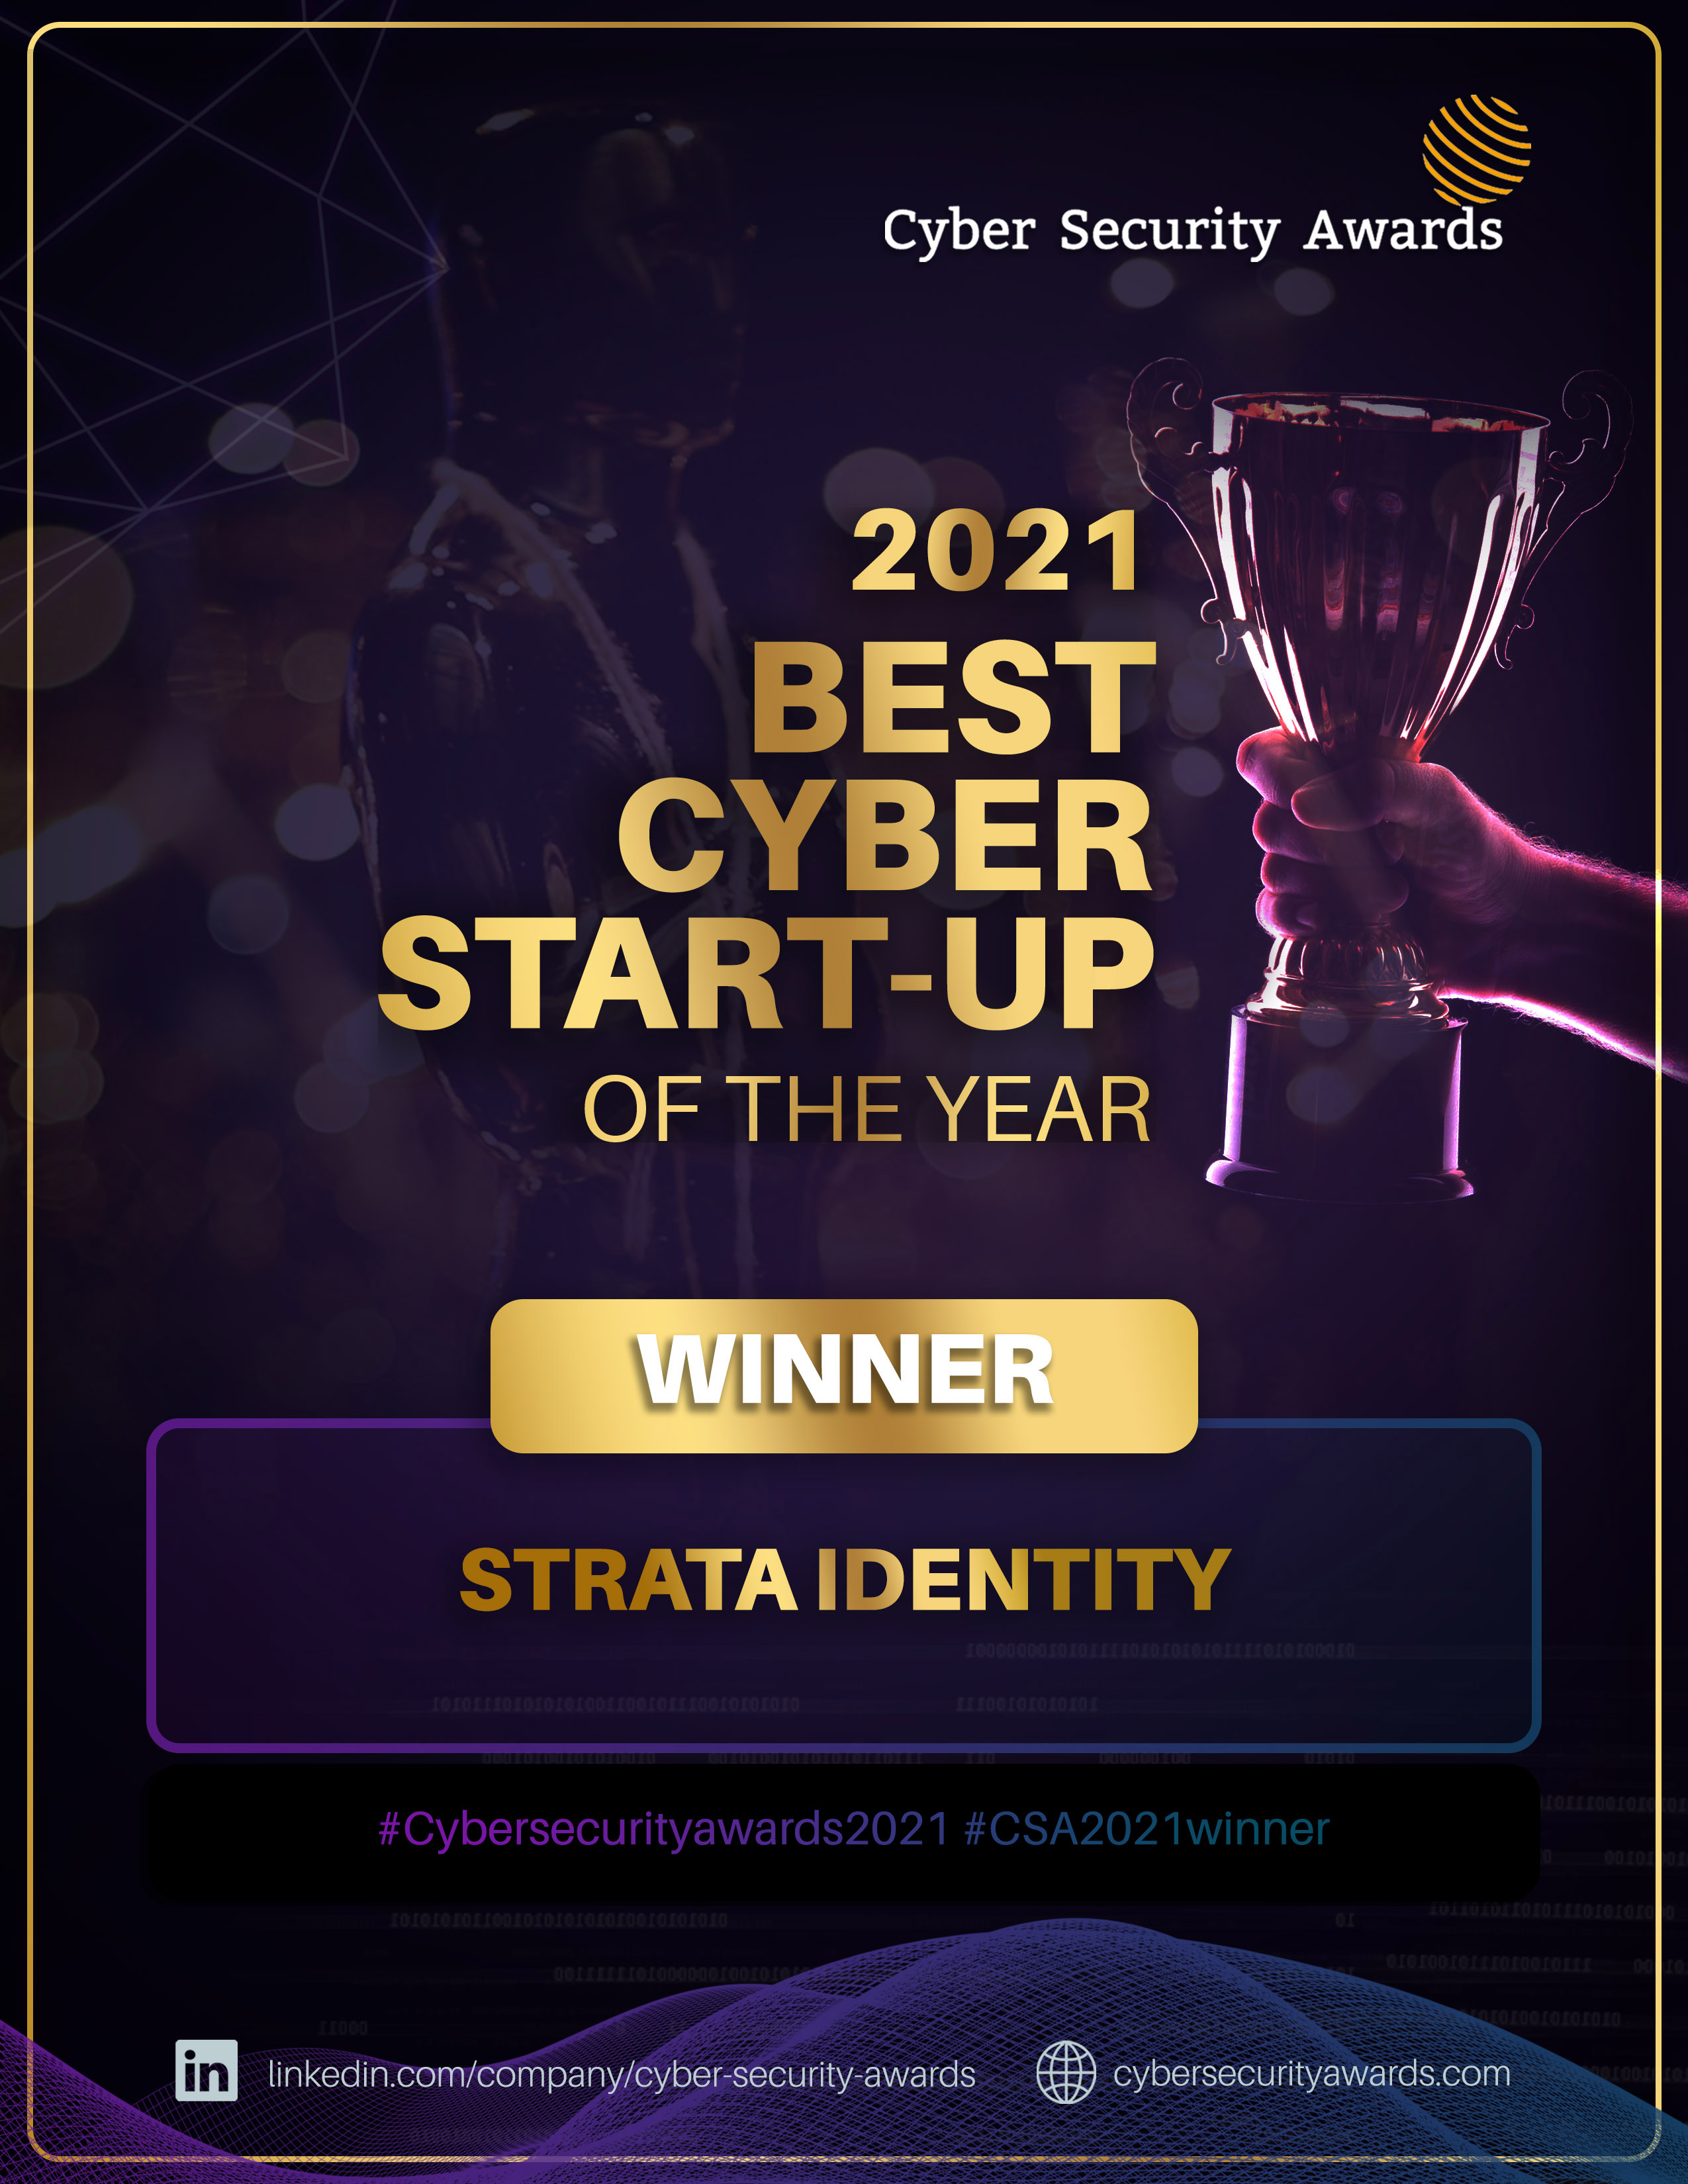 Cyber Security Awards
2021
BEST
CYBER
START-UP
OF THE YEAR
WINNER
STRATA IDENTITY
#Cybersecurityawards2021 #CSA2021winner
in linkedin.com/company/cyber-security-awards
cybersecurityawards.com